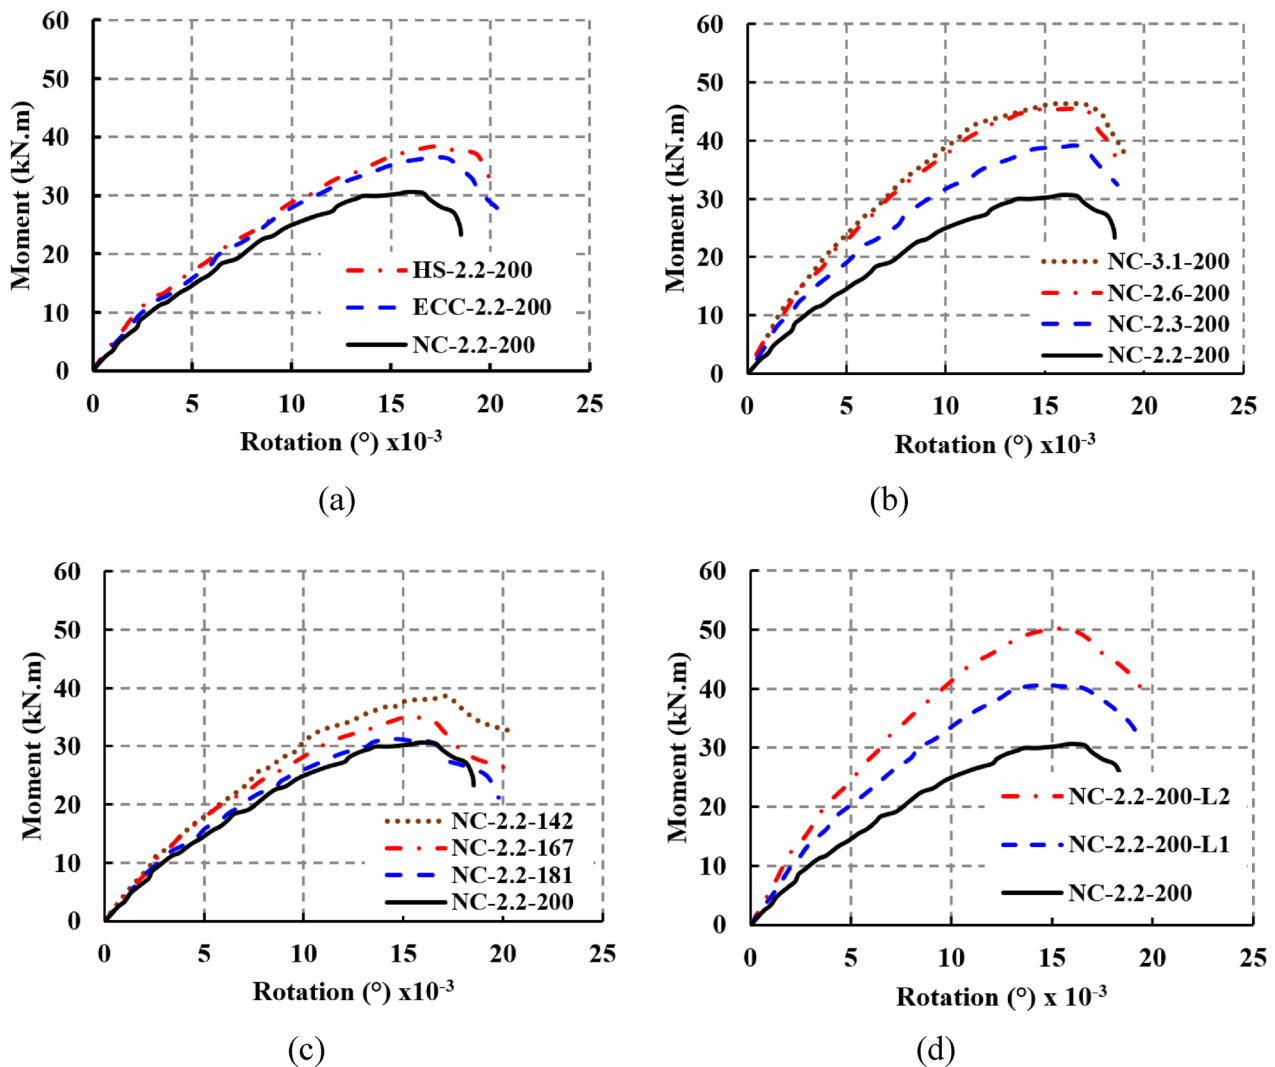 60
50
40
30
20
10
0
Moment (kN.m)
HS-2.2-200
ECC-2.2-200
NC-2.2-200
0 5 10 15 20 25
Rotation (°) x10-3
(a)
60
50
40
30
20
10
0
Moment (kN.m)
NC-3.1-200
NC-2.6-200
NC-2.3-200
NC-2.2-200
0 5 10 15 20 25
Rotation (°) x10-3
(b)
60
50
40
30
20
10
0
Moment (kN.m)
NC-2.2-142
NC-2.2-167
NC-2.2-181
NC-2.2-200
0 5 10 15 20 25
Rotation (°) x10-3
(c)
60
50
40
30
20
10
0
Moment (kN.m)
NC-2.2-200-L2
NC-2.2-200-L1
NC-2.2-200
0 5 10 15 20 25
Rotation (°) x 10-3
(d)